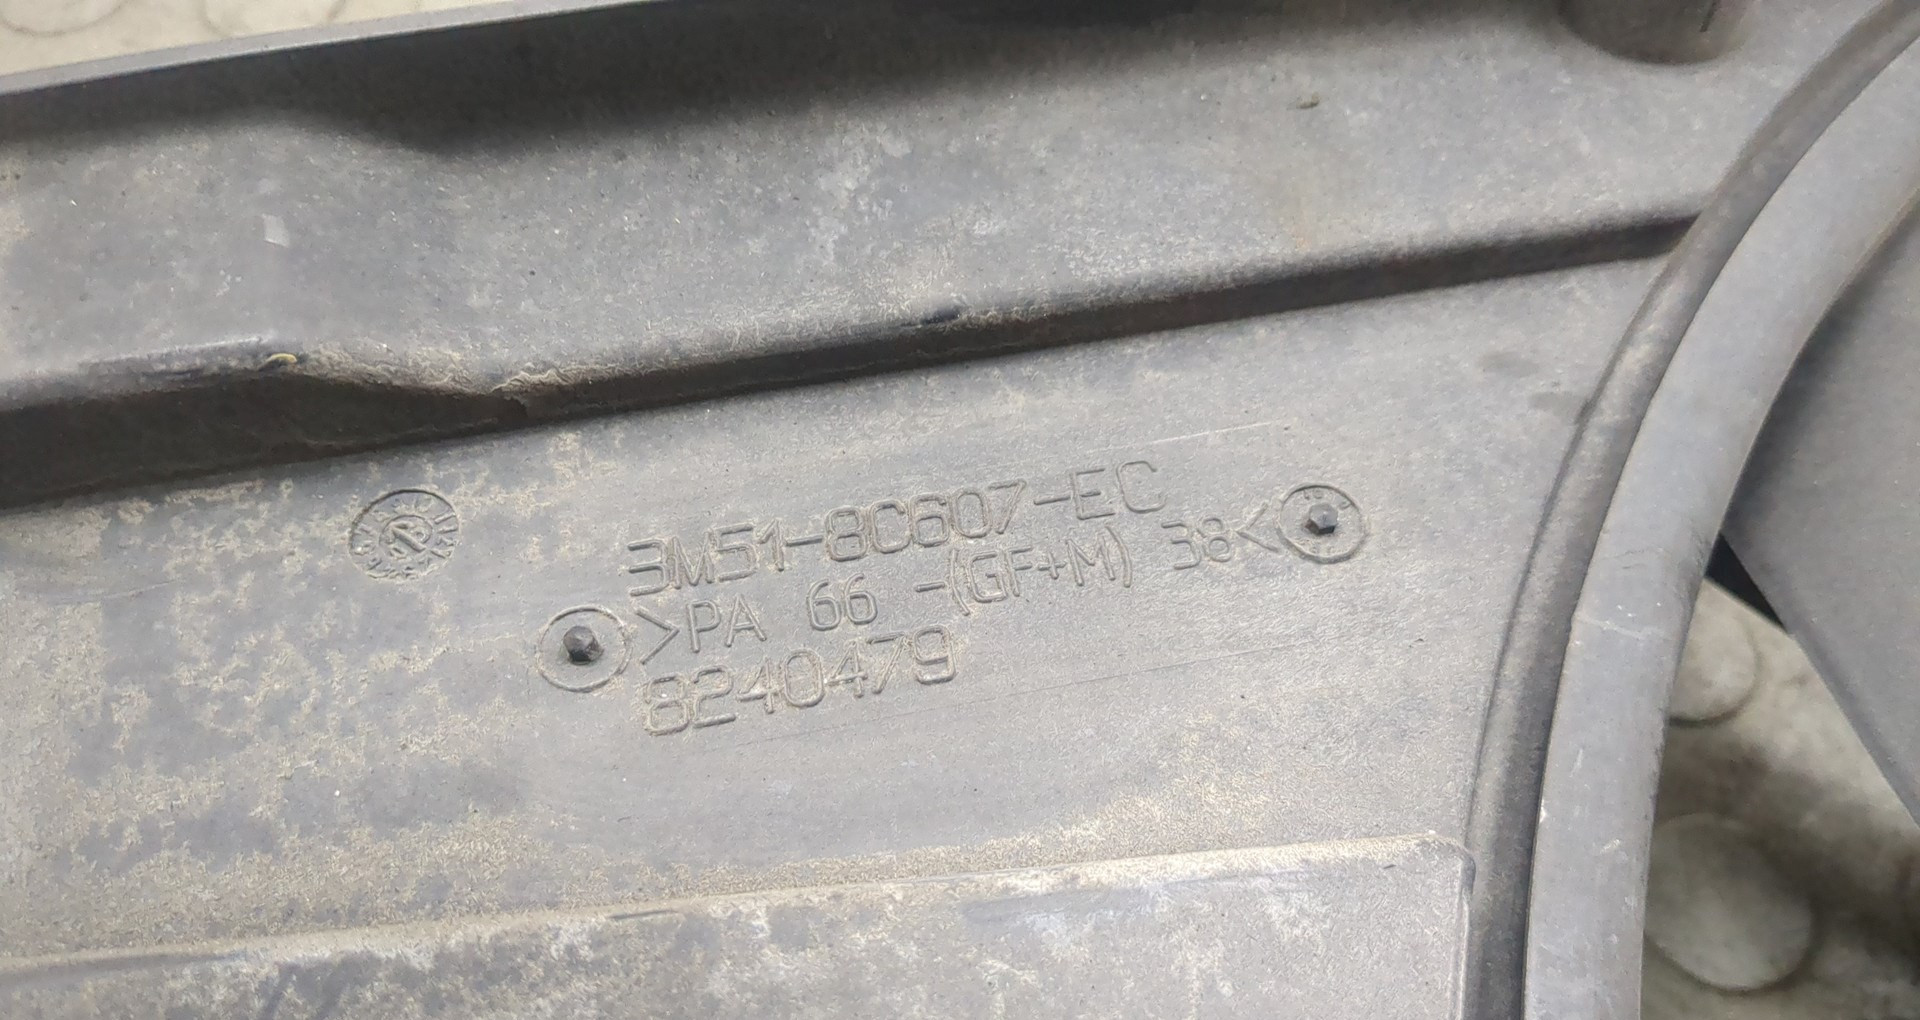 3M51-8C607-EC
>PA 66 -(GF+M) 38<
8240479